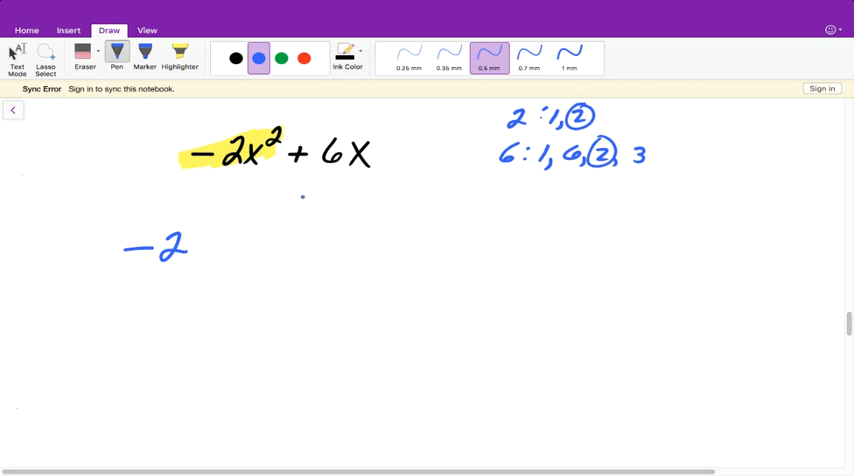 Home Insert Draw View
Text Mode Lasso Select Eraser Pen Marker Highlighter Ink Color 0.25 mm 0.35 mm 0.5 mm 0.7 mm 1 mm
Sync Error Sign in to sync this notebook. Sign in
2 : 1, 2
-2x² + 6x
6 : 1, 6, 2, 3
-2